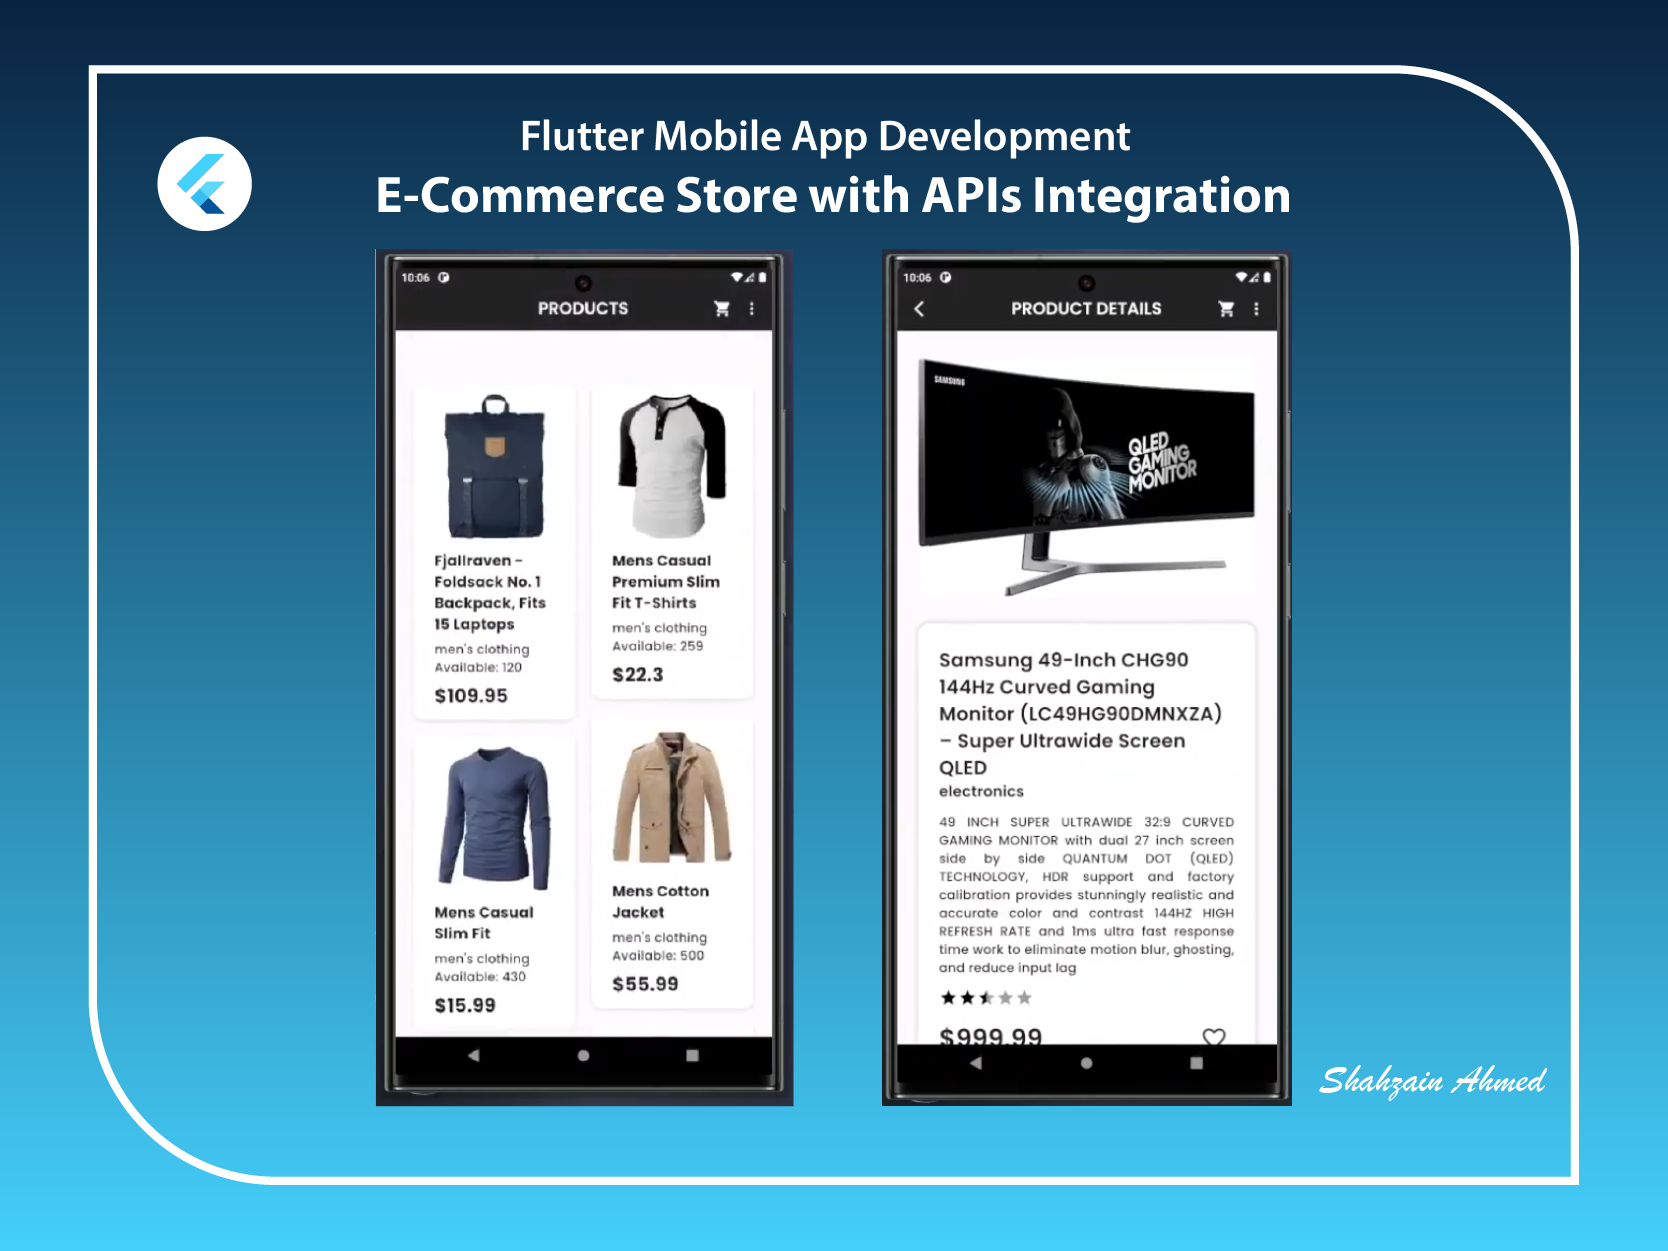 Flutter Mobile App Development
E-Commerce Store with APIs Integration
10:06
PRODUCTS
Fjallraven -
Foldsack No. 1
Backpack, Fits
15 Laptops
men's clothing
Available: 120
$109.95
Mens Casual
Premium Slim
Fit T-Shirts
men's clothing
Available: 259
$22.3
Mens Casual
Slim Fit
men's clothing
Available: 430
$15.99
Mens Cotton
Jacket
men's clothing
Available: 500
$55.99
10:06
PRODUCT DETAILS
SAMSUNG
QLED
GAMING
MONITOR
Samsung 49-Inch CHG90
144Hz Curved Gaming
Monitor (LC49HG90DMNXZA)
– Super Ultrawide Screen
QLED
electronics
49 INCH SUPER ULTRAWIDE 32:9 CURVED
GAMING MONITOR with dual 27 inch screen
side by side QUANTUM DOT (QLED)
TECHNOLOGY, HDR support and factory
calibration provides stunningly realistic and
accurate color and contrast 144HZ HIGH
REFRESH RATE and 1ms ultra fast response
time work to eliminate motion blur, ghosting,
and reduce input lag
$999.99
Shahzain Ahmed